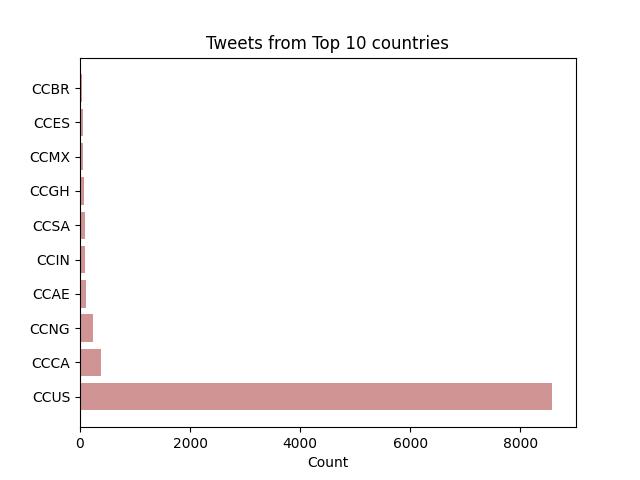 Tweets from Top 10 countries
CCBR
CCES
CCMX
CCGH
CCSA
CCIN
CCAE
CCNG
CCCA
CCUS
0 2000 4000 6000 8000
Count